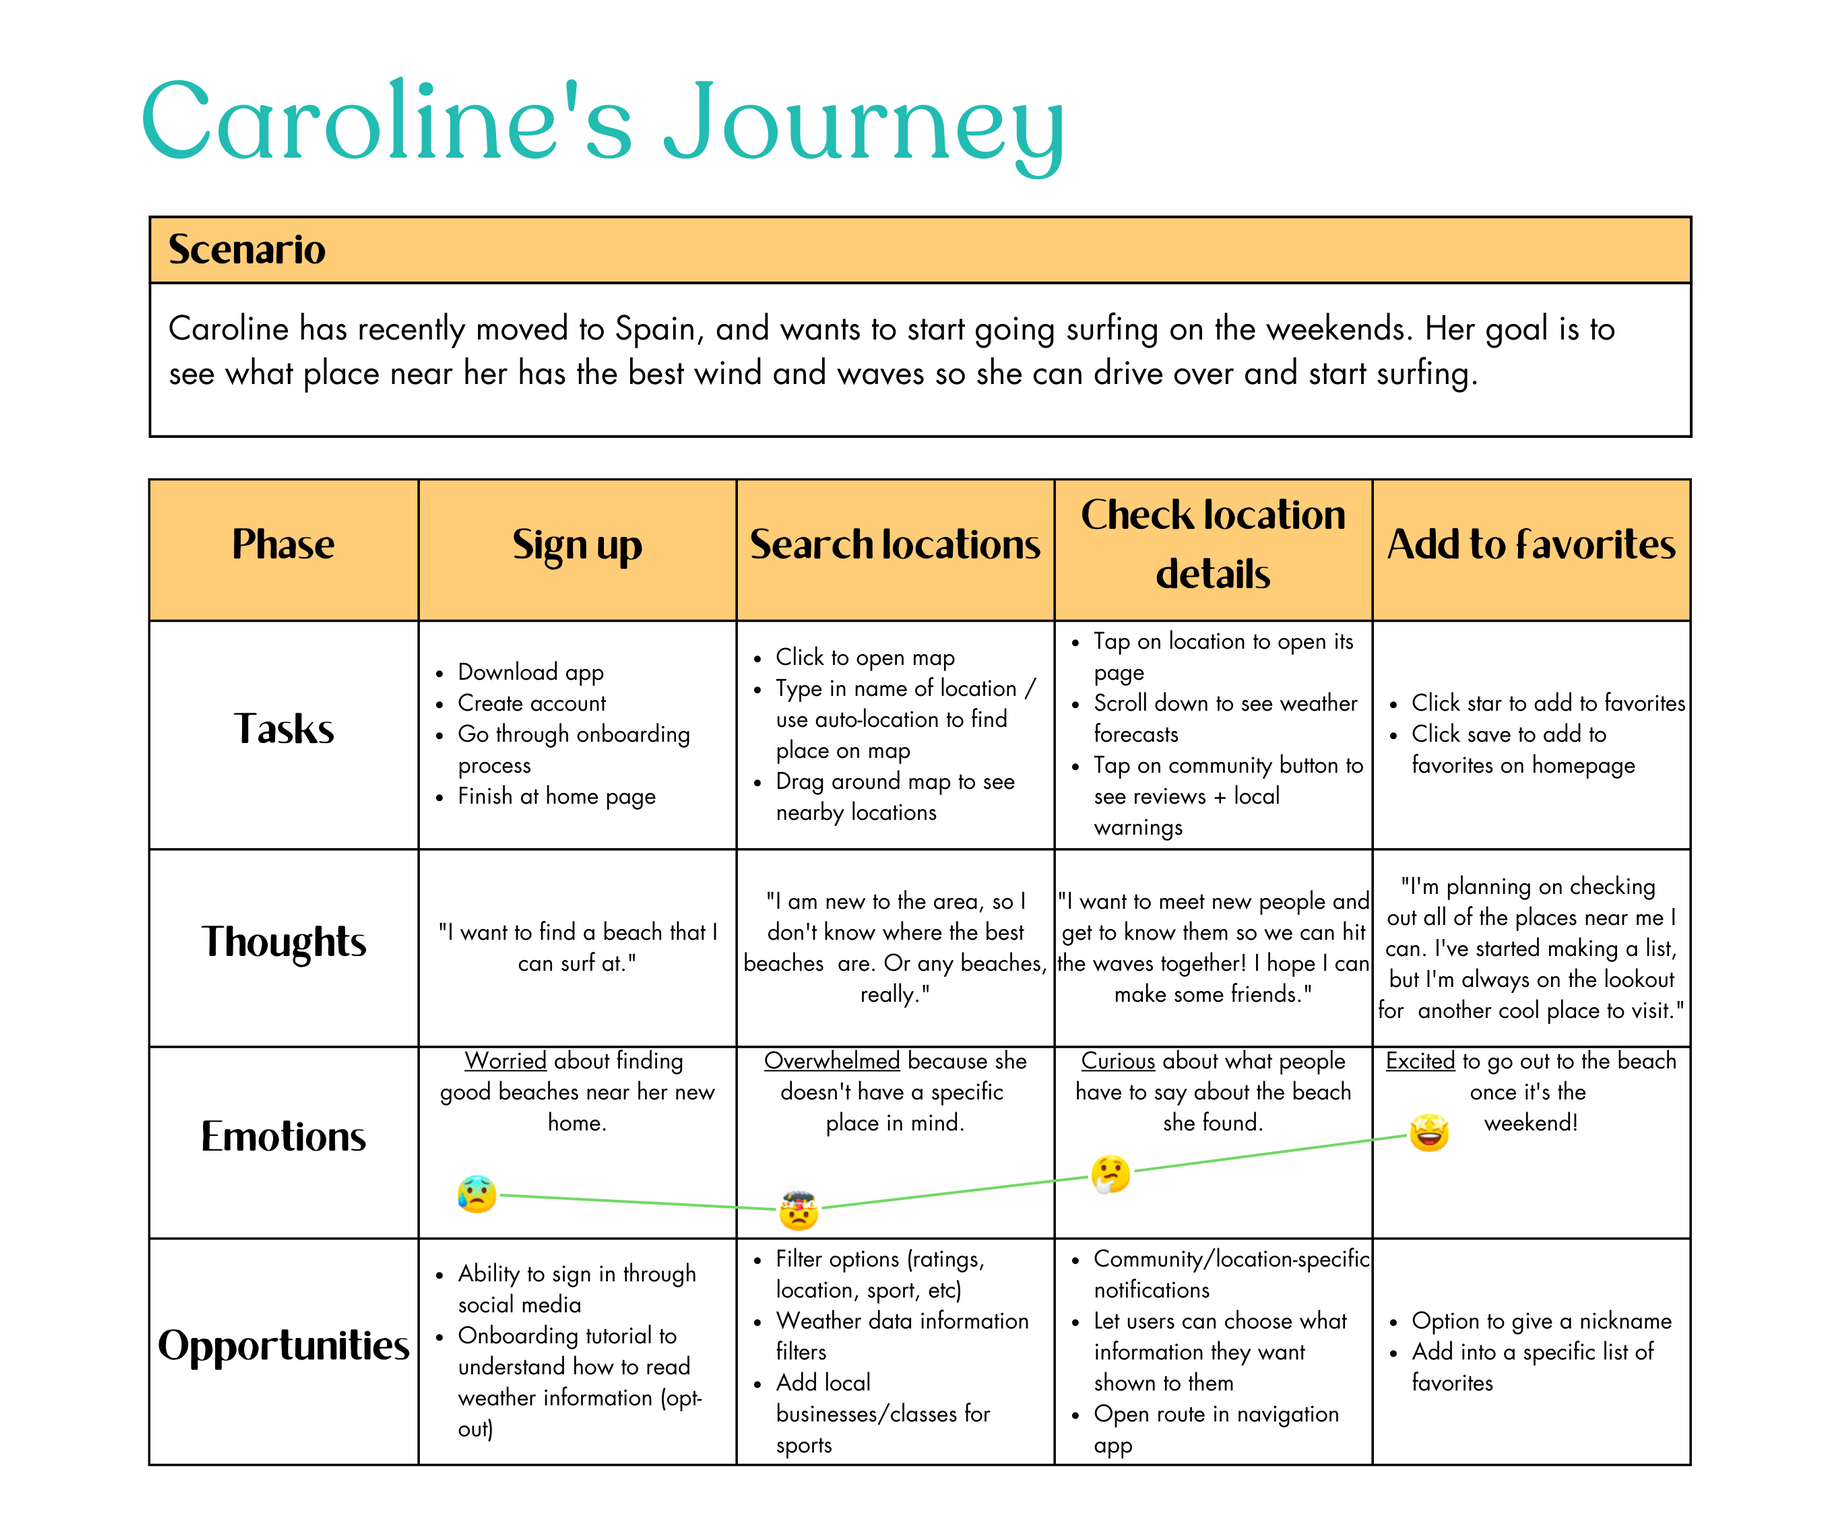 Caroline's Journey
Scenario
Caroline has recently moved to Spain, and wants to start going surfing on the weekends. Her goal is to
see what place near her has the best wind and waves so she can drive over and start surfing.
Phase
Sign up
Search locations
Check location
details
Add to favorites
Tasks
• Download app
• Create account
• Go through onboarding
process
• Finish at home page
• Click to open map
• Type in name of location /
use auto-location to find
place on map
• Drag around map to see
nearby locations
• Tap on location to open its
page
• Scroll down to see weather
forecasts
• Tap on community button to
see reviews + local
warnings
• Click star to add to favorites
• Click save to add to
favorites on homepage
Thoughts
"I want to find a beach that I
can surf at."
"I am new to the area, so I
don't know where the best
beaches  are. Or any beaches,
really."
"I want to meet new people and
get to know them so we can hit
the waves together! I hope I can
make some friends."
"I'm planning on checking
out all of the places near me I
can. I've started making a list,
but I'm always on the lookout
for  another cool place to visit."
Emotions
Worried about finding
good beaches near her new
home.
Overwhelmed because she
doesn't have a specific
place in mind.
Curious about what people
have to say about the beach
she found.
Excited to go out to the beach
once it's the
weekend!
Opportunities
• Ability to sign in through
social media
• Onboarding tutorial to
understand how to read
weather information (opt-
out)
• Filter options (ratings,
location, sport, etc)
• Weather data information
filters
• Add local
businesses/classes for
sports
• Community/location-specific
notifications
• Let users can choose what
information they want
shown to them
• Open route in navigation
app
• Option to give a nickname
• Add into a specific list of
favorites